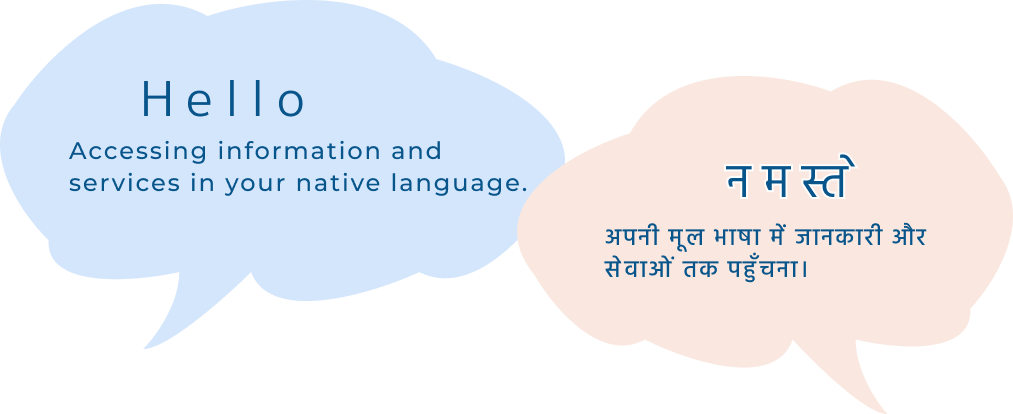 Hello
Accessing information and
services in your native language.
नमस्ते
अपनी मूल भाषा में जानकारी और
सेवाओं तक पहुँचना।